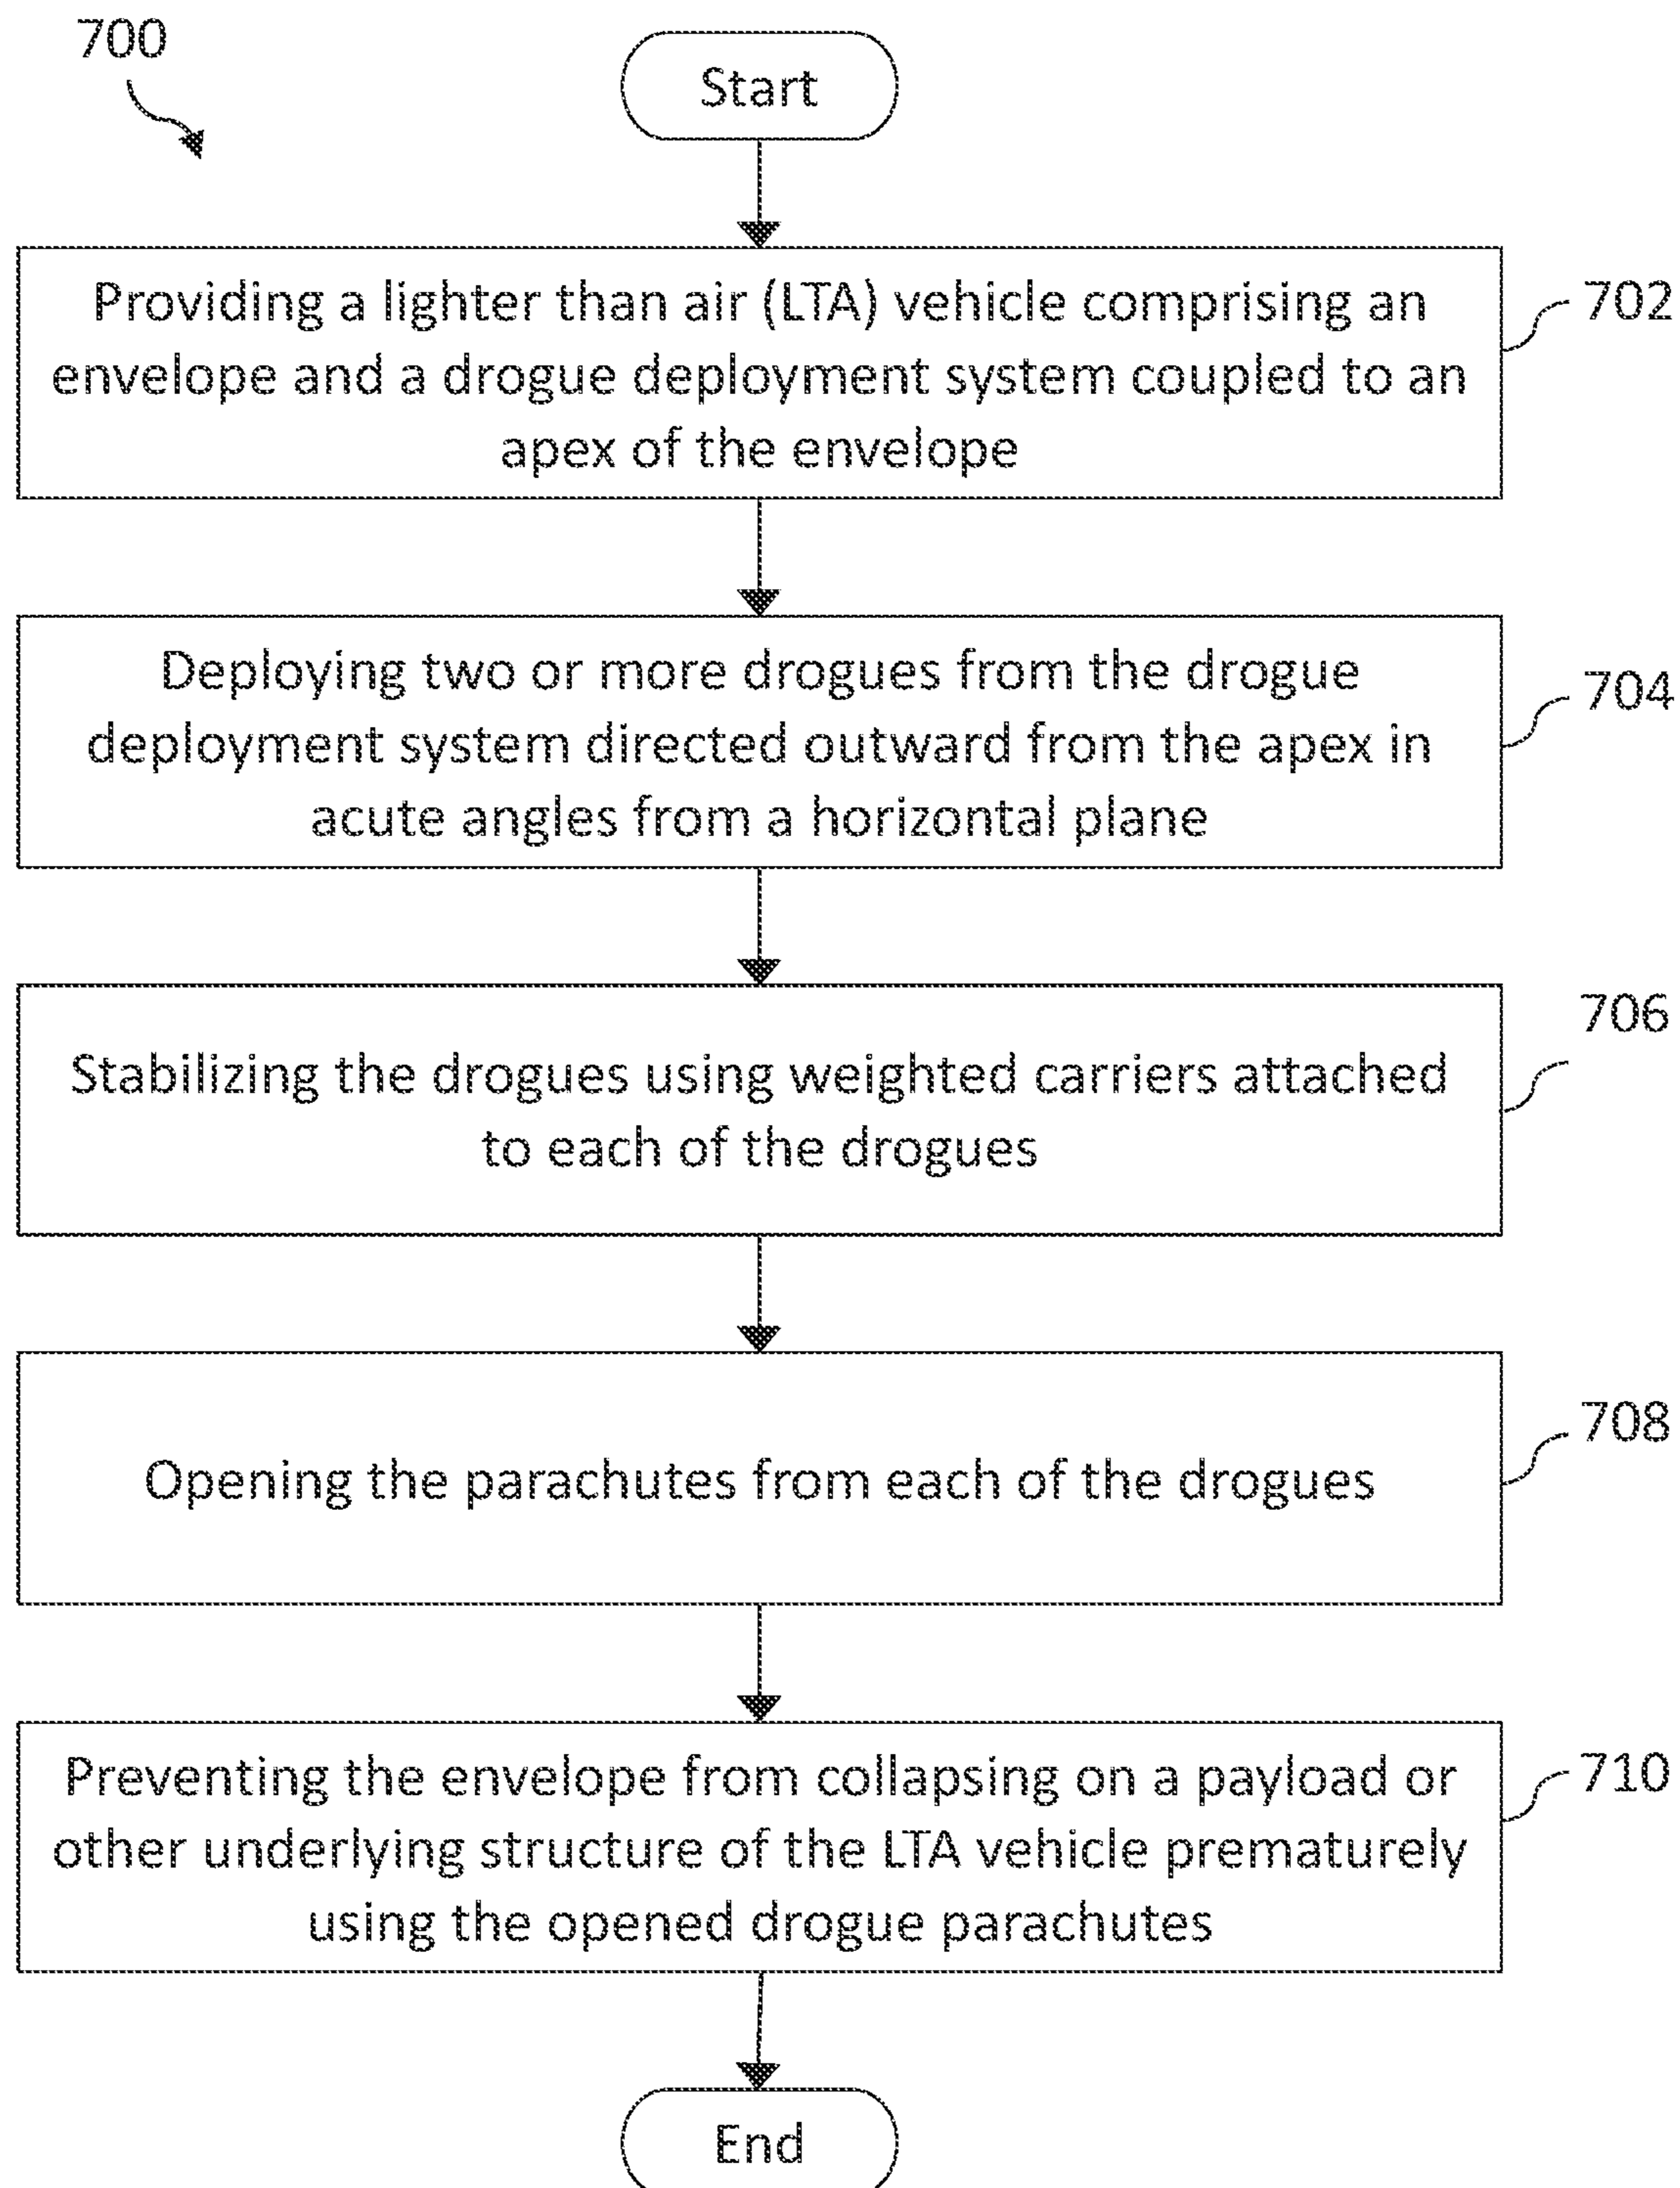 700
Start
Providing a lighter than air (LTA) vehicle comprising an
envelope and a drogue deployment system coupled to an
apex of the envelope
702
Deploying two or more drogues from the drogue
deployment system directed outward from the apex in
acute angles from a horizontal plane
704
Stabilizing the drogues using weighted carriers attached
to each of the drogues
706
Opening the parachutes from each of the drogues
708
Preventing the envelope from collapsing on a payload or
other underlying structure of the LTA vehicle prematurely
using the opened drogue parachutes
710
End